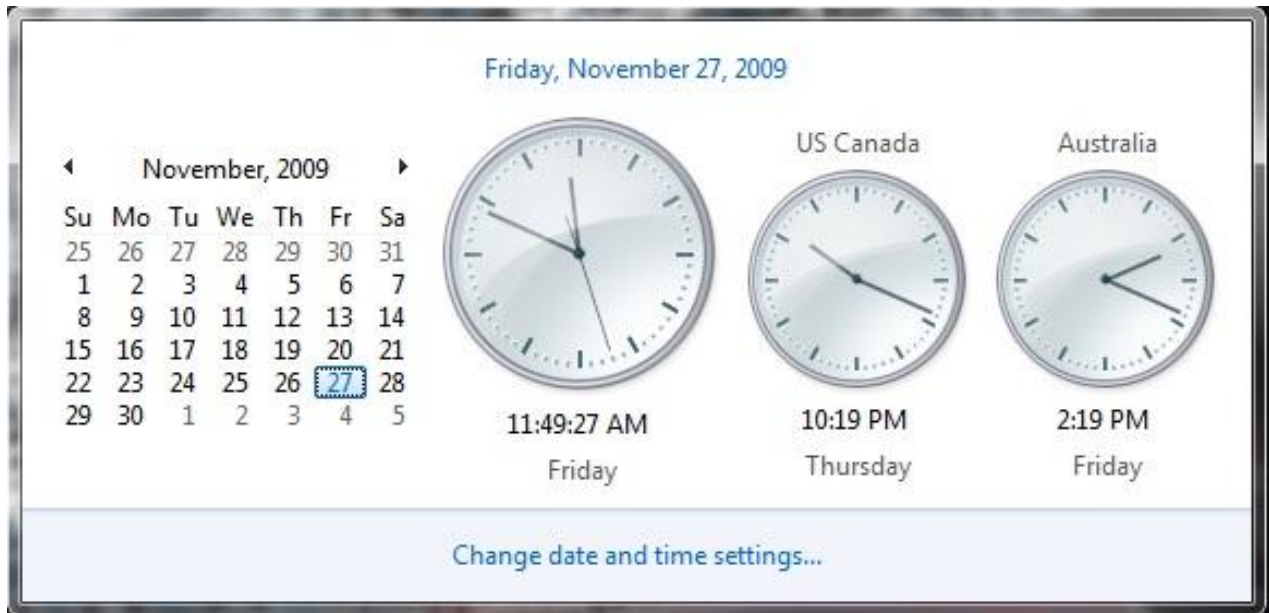 Friday, November 27, 2009
November, 2009
Su Mo Tu We Th Fr Sa
25 26 27 28 29 30 31
1 2 3 4 5 6 7
8 9 10 11 12 13 14
15 16 17 18 19 20 21
22 23 24 25 26 27 28
29 30 1 2 3 4 5
11:49:27 AM
Friday
US Canada
10:19 PM
Thursday
Australia
2:19 PM
Friday
Change date and time settings...